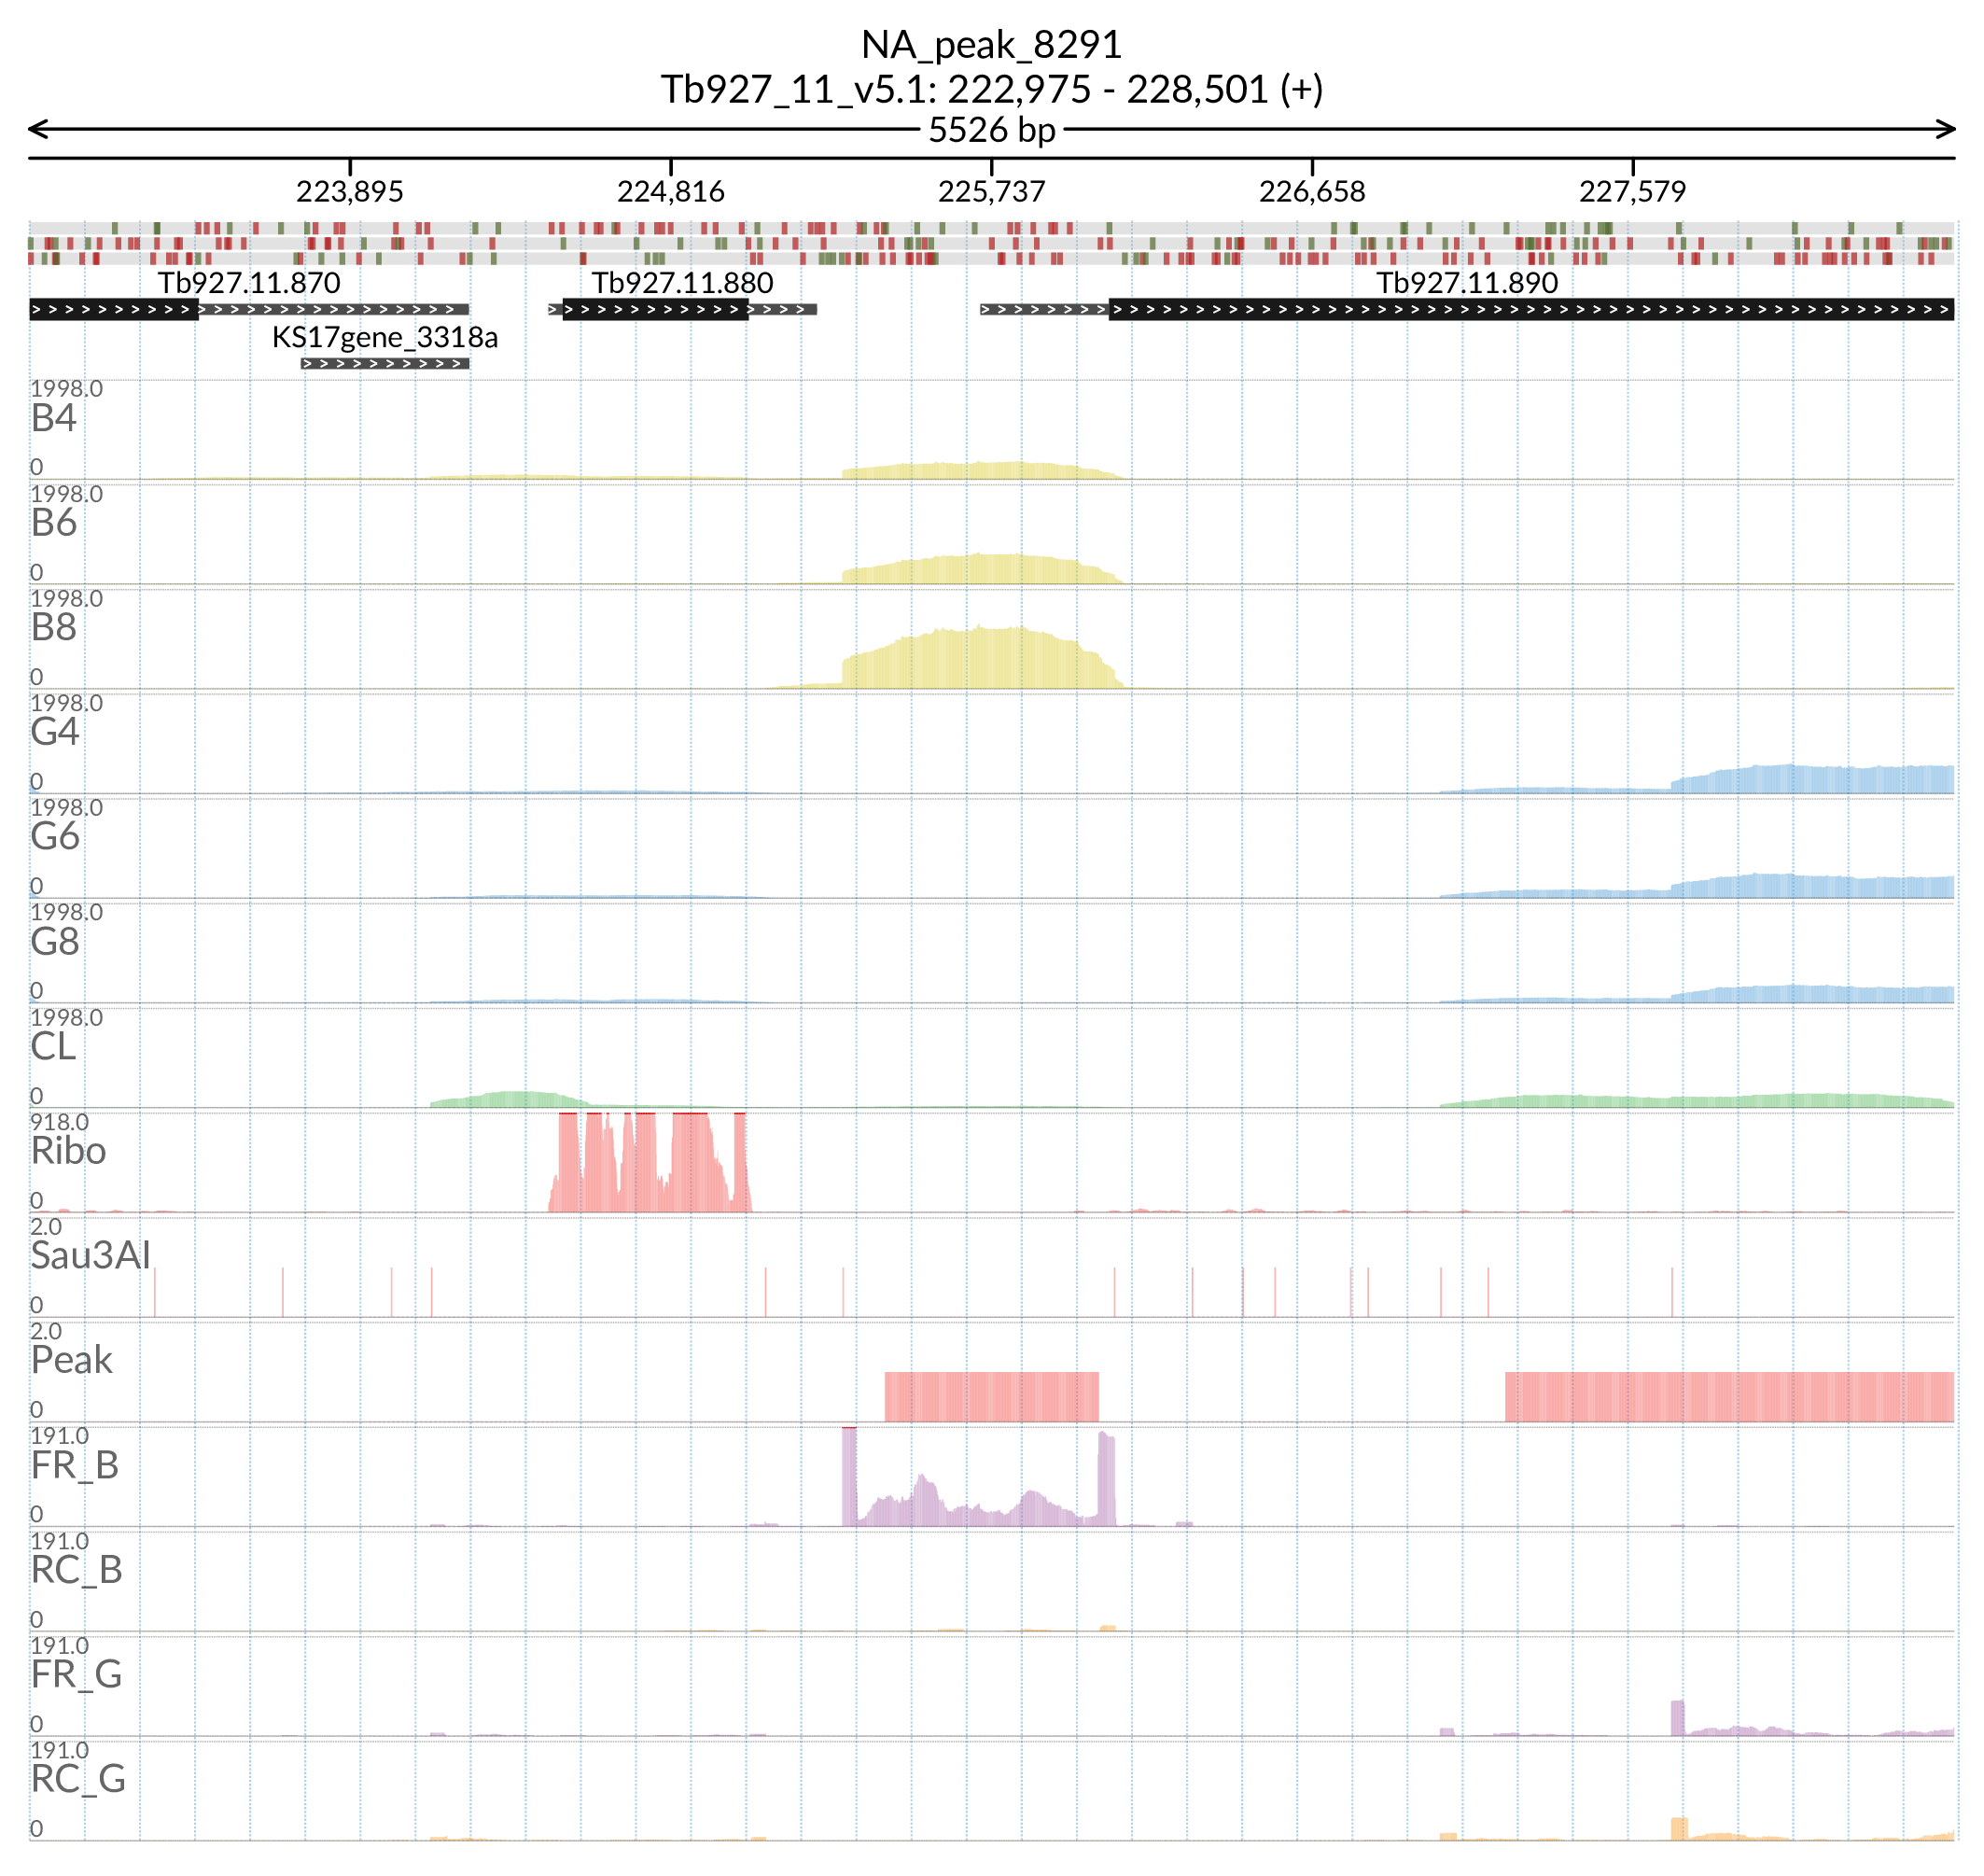 NA_peak_8291
Tb927_11_v5.1: 222,975 - 228,501 (+)
5526 bp
223,895 224,816 225,737 226,658 227,579
Tb927.11.870 Tb927.11.880 Tb927.11.890
KS17gene_3318a
1998.0
B4
0
1998.0
B6
0
1998.0
B8
0
1998.0
G4
0
1998.0
G6
0
1998.0
G8
0
1998.0
CL
0
918.0
Ribo
0
2.0
Sau3AI
0
2.0
Peak
0
191.0
FR_B
0
191.0
RC_B
0
191.0
FR_G
0
191.0
RC_G
0